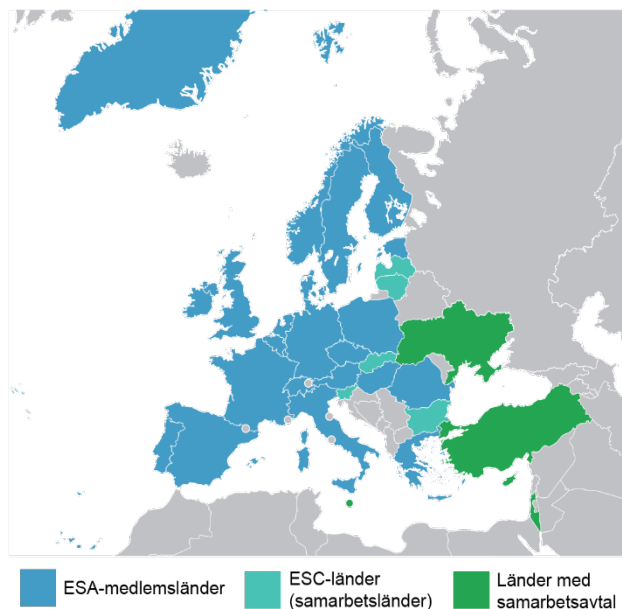 ESA-medlemsländer
ESC-länder
(samarbetsländer)
Länder med
samarbetsavtal